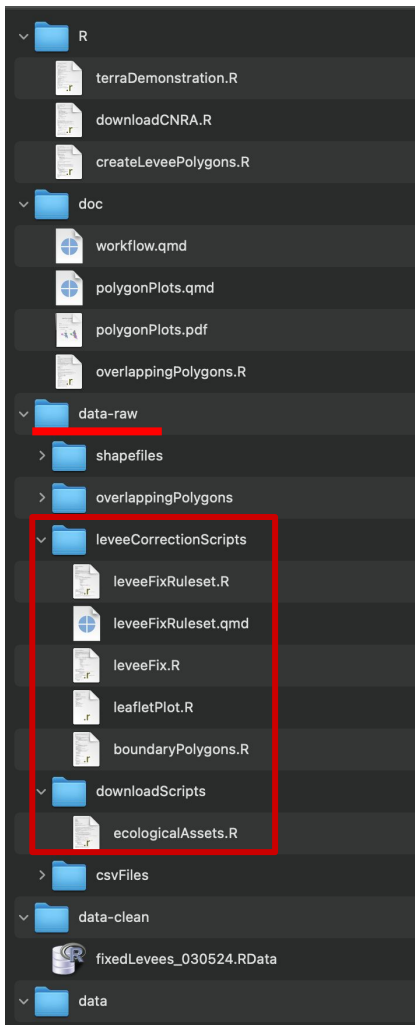 R
terraDemonstration.R
downloadCNRA.R
createLeveePolygons.R
doc
workflow.qmd
polygonPlots.qmd
polygonPlots.pdf
overlappingPolygons.R
data-raw
shapefiles
overlappingPolygons
leveeCorrectionScripts
leveeFixRuleset.R
leveeFixRuleset.qmd
leveeFix.R
leafletPlot.R
boundaryPolygons.R
downloadScripts
ecologicalAssets.R
csvFiles
data-clean
fixedLevees_030524.RData
data